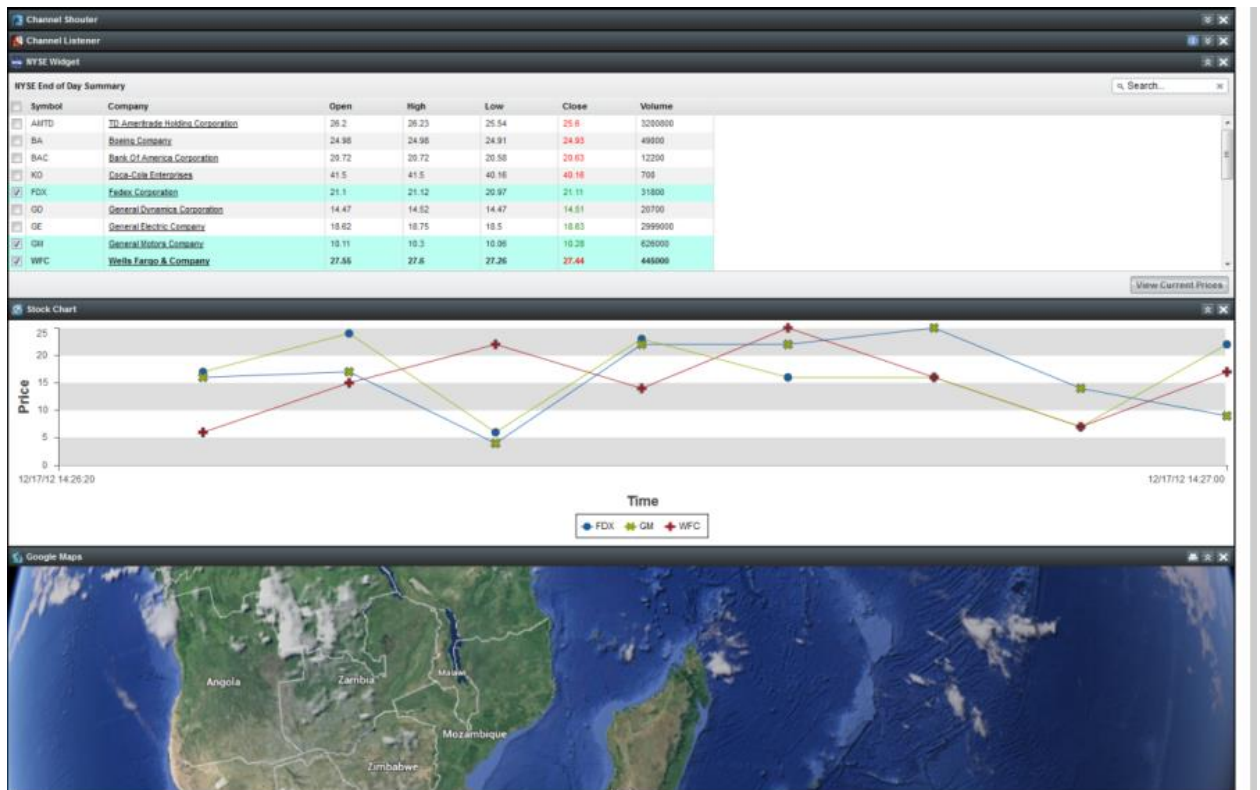 Channel Shouter
Channel Listener
NYSE Widget
NYSE End of Day Summary
Search...
Symbol Company Open High Low Close Volume
AMTD TD Ameritrade Holding Corporation 26.2 26.23 25.54 25.6 3200800
BA Boeing Company 24.98 24.98 24.91 24.93 49800
BAC Bank Of America Corporation 20.72 20.72 20.58 20.63 12200
KO Coca-Cola Enterprises 41.5 41.5 40.16 40.16 700
FDX Fedex Corporation 21.1 21.12 20.97 21.11 31800
GD General Dynamics Corporation 14.47 14.52 14.47 14.51 20700
GE General Electric Company 18.62 18.75 18.5 18.63 2999000
GM General Motors Company 10.11 10.3 10.06 10.28 626000
WFC Wells Fargo & Company 27.55 27.6 27.26 27.44 445000
View Current Prices
Stock Chart
25
20
15
10
5
0
Price
12/17/12 14:26:20
12/17/12 14:27:00
Time
FDX GM WFC
Google Maps
Angola
Zambia
Malawi
Mozambique
Zimbabwe